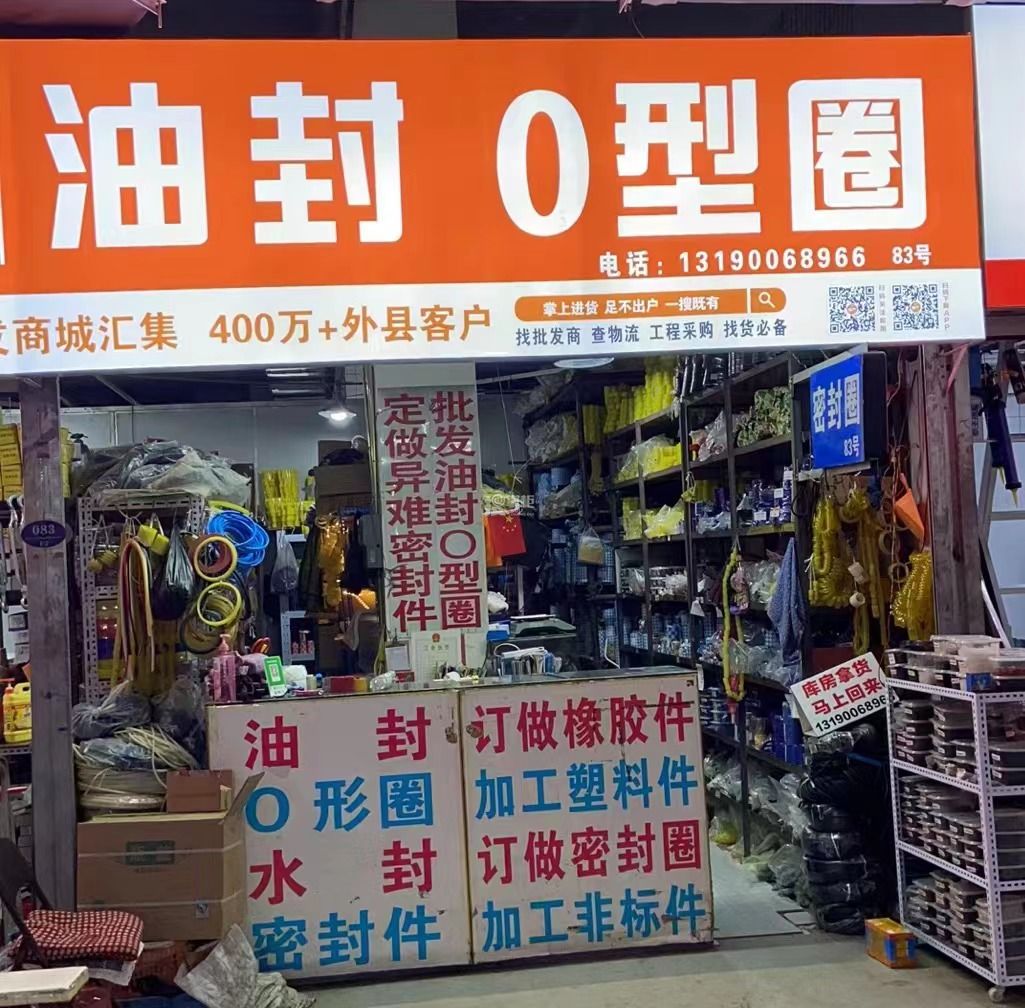 油封 O型圈
电话：13190068966 83号
商城汇集 400万+外县客户
掌上进货 足不出户 一搜既有
找批发商 查物流 工程采购 找货必备
密封圈
83号
批发油封O型圈
定做异难密封件
083
库房拿货
马上回来
1319006896
油封
O形圈
水封
密封件
订做橡胶件
加工塑料件
订做密封圈
加工非标件